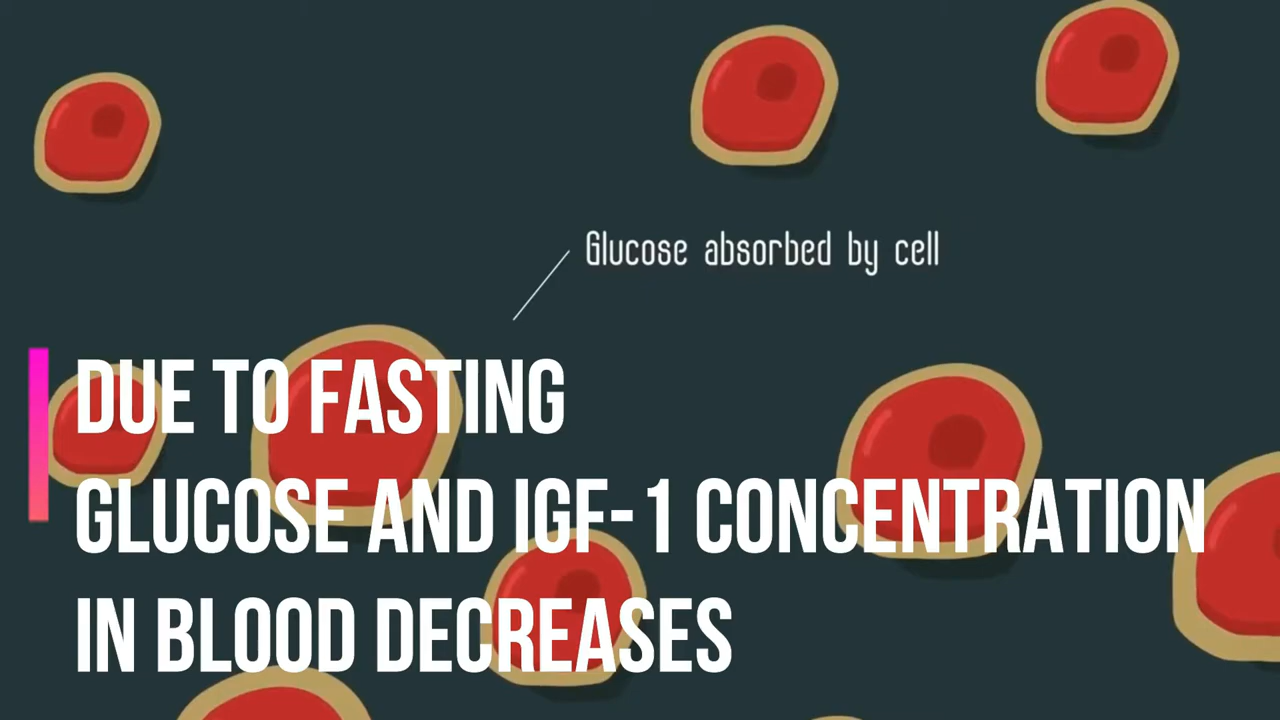 Glucose absorbed by cell
DUE TO FASTING
GLUCOSE AND IGF-1 CONCENTRATION
IN BLOOD DECREASES